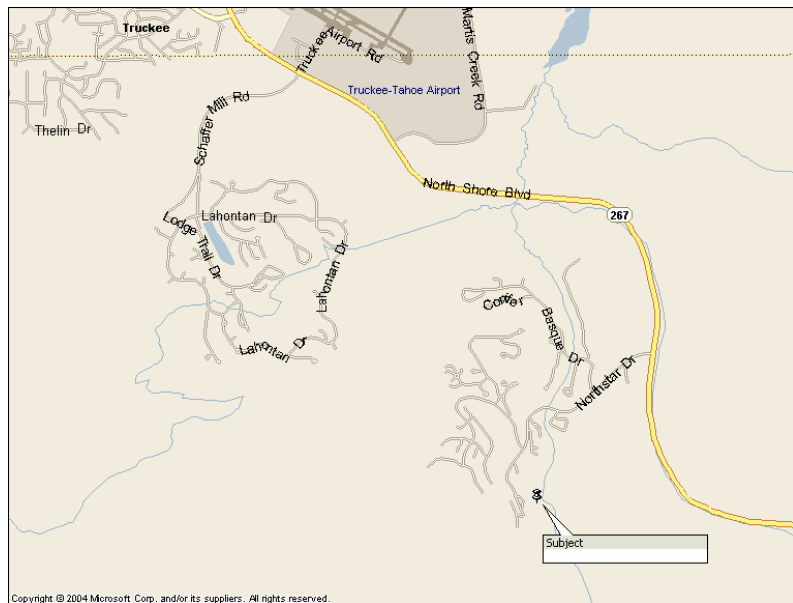 Truckee
Airport Rd
Truckee
Martis Creek Rd
Truckee-Tahoe Airport
Schaffer Mill Rd
Thelin Dr
North Shore Blvd
267
Lahontan Dr
Lodge Trail Dr
Lahontan Dr
Lahontan Dr
Basque Dr
Northstar Dr
Subject
Copyright © 2004 Microsoft Corp. and/or its suppliers. All rights reserved.